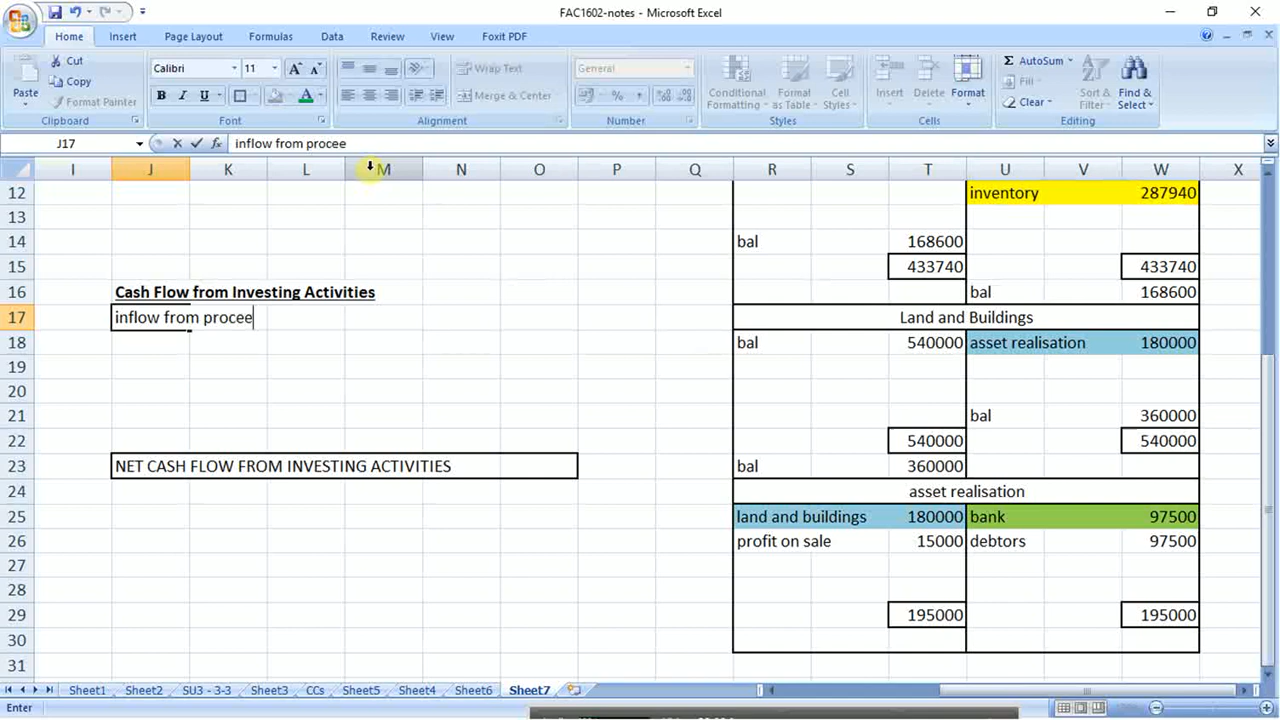 FAC1602-notes - Microsoft Excel
Home Insert Page Layout Formulas Data Review View Foxit PDF
Paste
Cut
Copy
Format Painter
Clipboard
Calibri 11
B I U
Font
Wrap Text
Merge & Center
Alignment
General
Number
Conditional Formatting
Format as Table
Cell Styles
Styles
Insert Delete Format
Cells
AutoSum
Fill
Clear
Sort & Filter
Find & Select
Editing
J17 fx inflow from procee
I J K L M N O P Q R S T U V W X
12 inventory 287940
13
14 bal 168600
15 433740 433740
16 Cash Flow from Investing Activities bal 168600
17 inflow from procee Land and Buildings
18 bal 540000 asset realisation 180000
19
20
21 bal 360000
22 540000 540000
23 NET CASH FLOW FROM INVESTING ACTIVITIES bal 360000
24 asset realisation
25 land and buildings 180000 bank 97500
26 profit on sale 15000 debtors 97500
27
28
29 195000 195000
30
31
Sheet1 Sheet2 SU3 - 3-3 Sheet3 CCs Sheet5 Sheet4 Sheet6 Sheet7
Enter